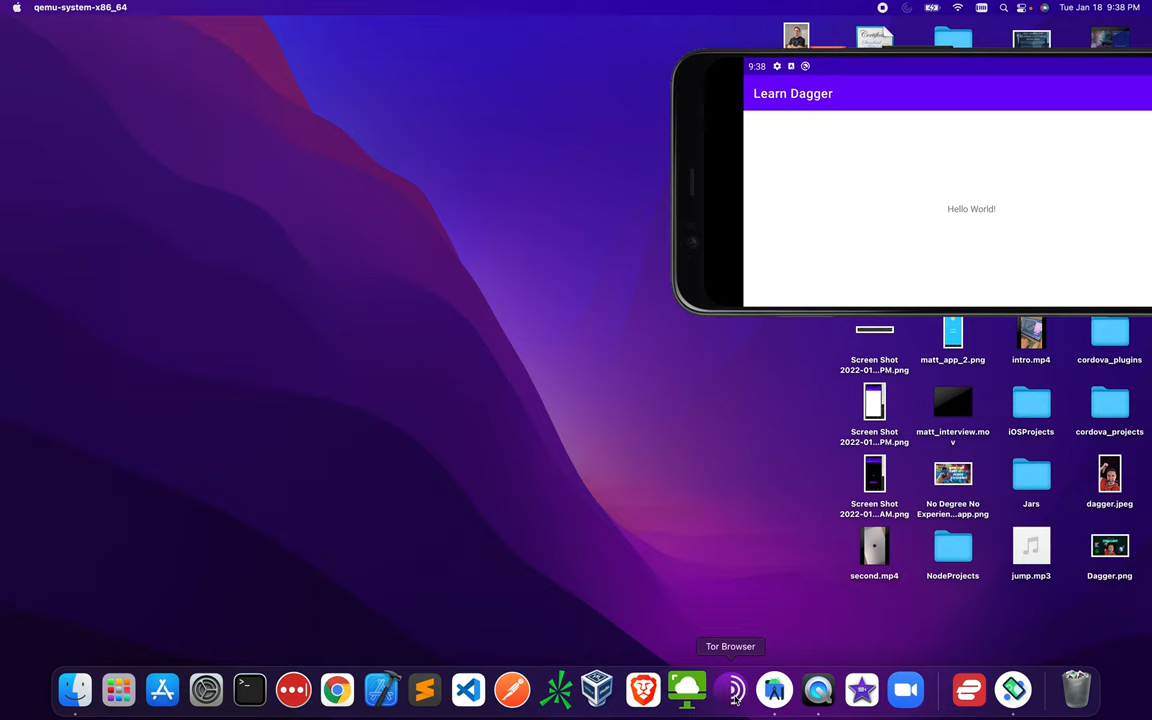 qemu-system-x86_64
Tue Jan 18 9:38 PM
9:38
Learn Dagger
Hello World!
Screen Shot
2022-01...PM.png
matt_app_2.png
intro.mp4
cordova_plugins
Screen Shot
2022-01...PM.png
matt_interview.mo
v
iOSProjects
cordova_projects
Screen Shot
2022-01...AM.png
No Degree No
Experien...app.png
Jars
dagger.jpeg
second.mp4
NodeProjects
jump.mp3
Dagger.png
Tor Browser